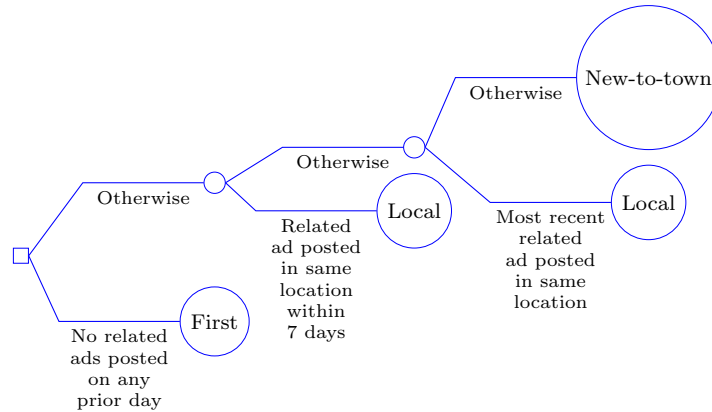 New-to-town
Otherwise
Otherwise
Local
Most recent
related
ad posted
in same
location
Otherwise
Local
Related
ad posted
in same
location
within
7 days
First
No related
ads posted
on any
prior day